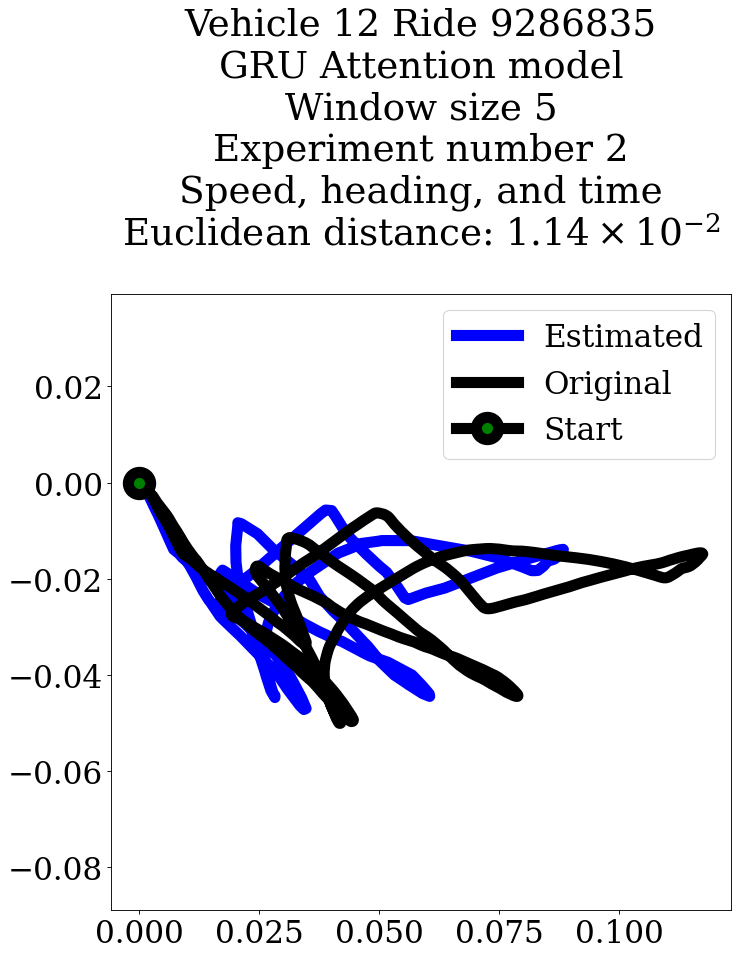 Vehicle 12 Ride 9286835
GRU Attention model
Window size 5
Experiment number 2
Speed, heading, and time
Euclidean distance: 1.14 × 10⁻²
Estimated
Original
Start
0.02
0.00
−0.02
−0.04
−0.06
−0.08
0.000 0.025 0.050 0.075 0.100